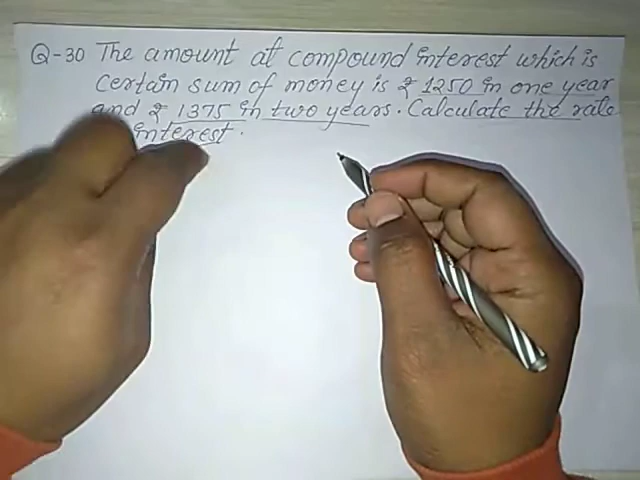 Q-30 The amount at compound interest which is
certain sum of money is ₹ 1250 in one year
and ₹ 1375 in two years. Calculate the rate
interest.